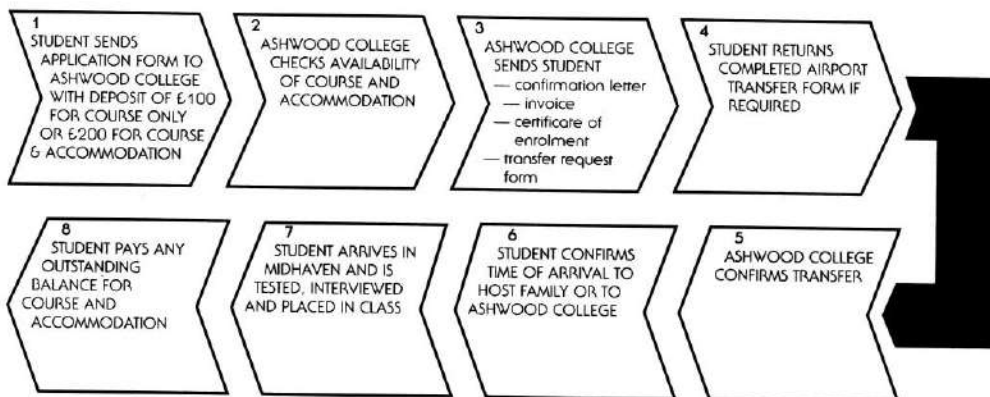 1
STUDENT SENDS
APPLICATION FORM TO
ASHWOOD COLLEGE
WITH DEPOSIT OF £100
FOR COURSE ONLY
OR £200 FOR COURSE
& ACCOMMODATION
2
ASHWOOD COLLEGE
CHECKS AVAILABILITY
OF COURSE AND
ACCOMMODATION
3
ASHWOOD COLLEGE
SENDS STUDENT
— confirmation letter
— invoice
— certificate of
enrolment
— transfer request
form
4
STUDENT RETURNS
COMPLETED AIRPORT
TRANSFER FORM IF
REQUIRED
5
ASHWOOD COLLEGE
CONFIRMS TRANSFER
6
STUDENT CONFIRMS
TIME OF ARRIVAL TO
HOST FAMILY OR TO
ASHWOOD COLLEGE
7
STUDENT ARRIVES IN
MIDHAVEN AND IS
TESTED, INTERVIEWED
AND PLACED IN CLASS
8
STUDENT PAYS ANY
OUTSTANDING
BALANCE FOR
COURSE AND
ACCOMMODATION